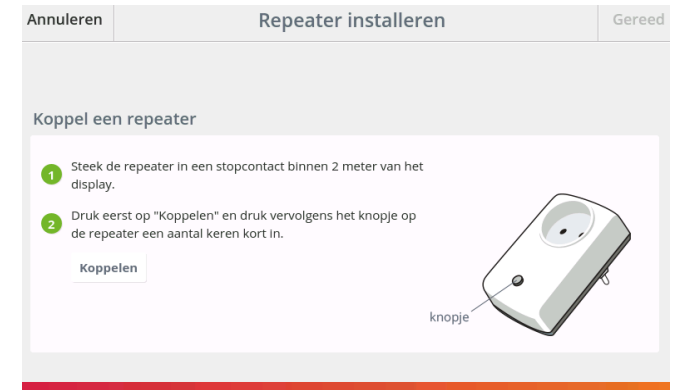 Annuleren
Repeater installeren
Gereed
Koppel een repeater
1
Steek de repeater in een stopcontact binnen 2 meter van het
display.
2
Druk eerst op "Koppelen" en druk vervolgens het knopje op
de repeater een aantal keren kort in.
Koppelen
knopje